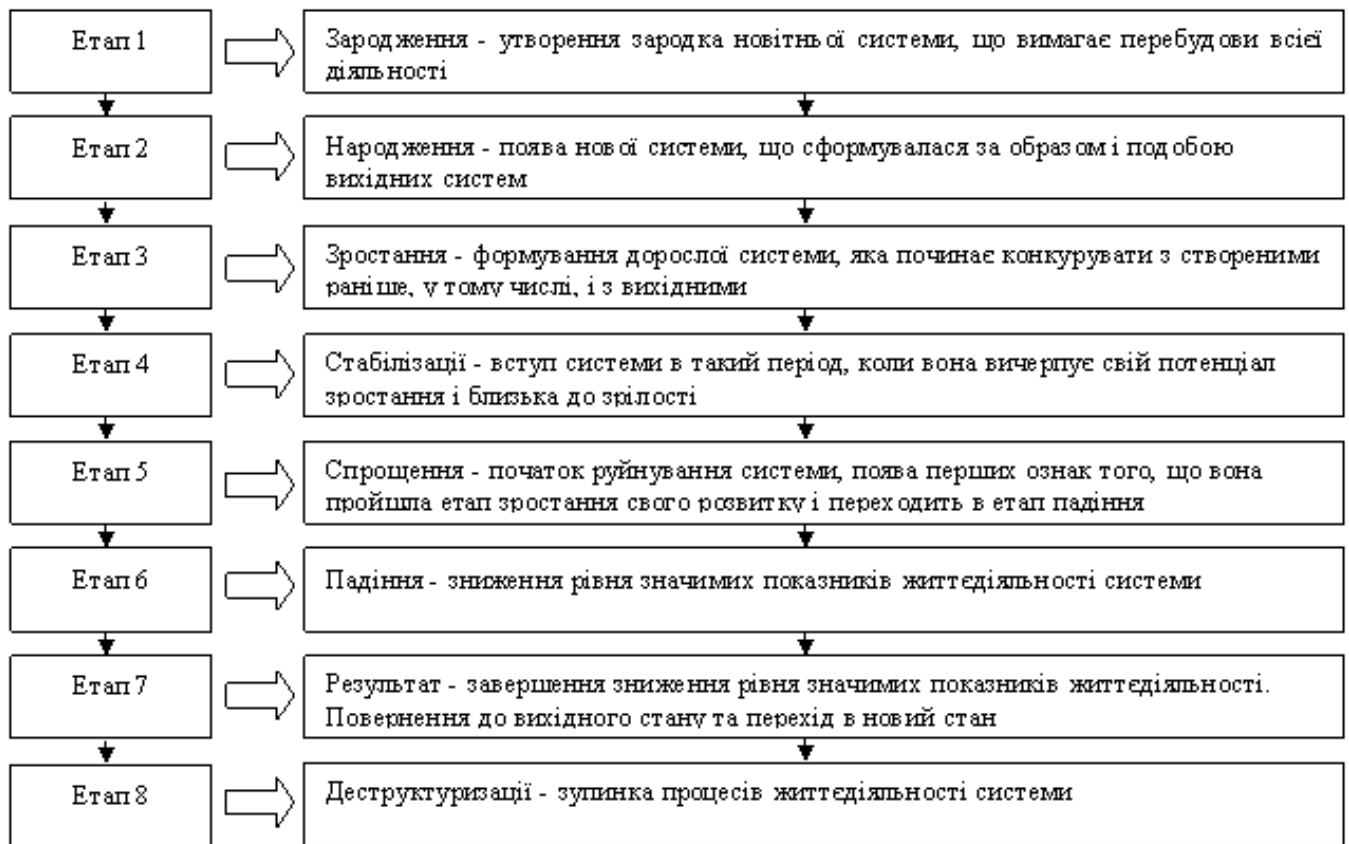 Етап 1
Зародження - утворення зародка новітньої системи, що вимагає перебудови всієї
діяльності
Етап 2
Народження - поява нової системи, що сформувалася за образом і подобою
вихідних систем
Етап 3
Зростання - формування дорослої системи, яка починає конкурувати з створеними
раніше, у тому числі, і з вихідними
Етап 4
Стабілізації - вступ системи в такий період, коли вона вичерпує свій потенціал
зростання і близька до зрілості
Етап 5
Спрощення - початок руйнування системи, поява перших ознак того, що вона
пройшла етап зростання свого розвитку і переходить в етап падіння
Етап 6
Падіння - зниження рівня значимих показників життєдіяльності системи
Етап 7
Результат - завершення зниження рівня значимих показників життєдіяльності.
Повернення до вихідного стану та перехід в новий стан
Етап 8
Деструктуризації - зупинка процесів життєдіяльності системи